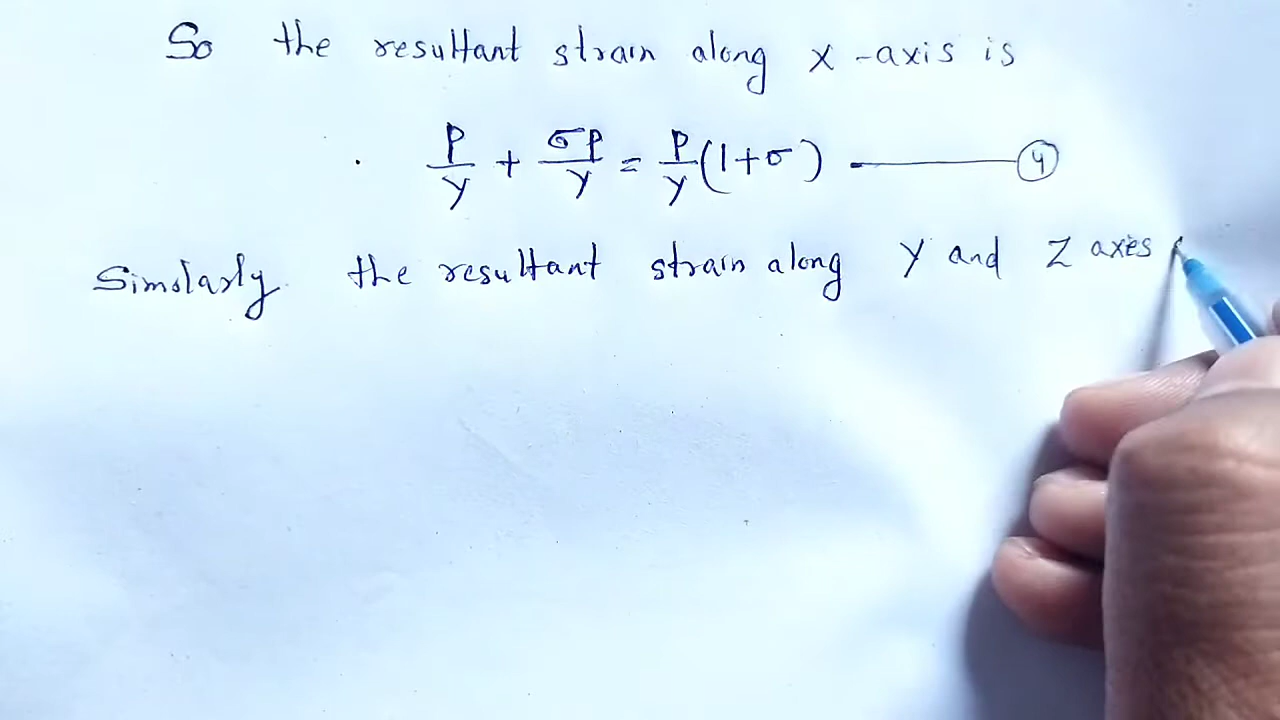 So the resultant strain along X-axis is
P/Y + σP/Y = P/Y (1+σ) — 4
Similarly the resultant strain along Y and Z axes